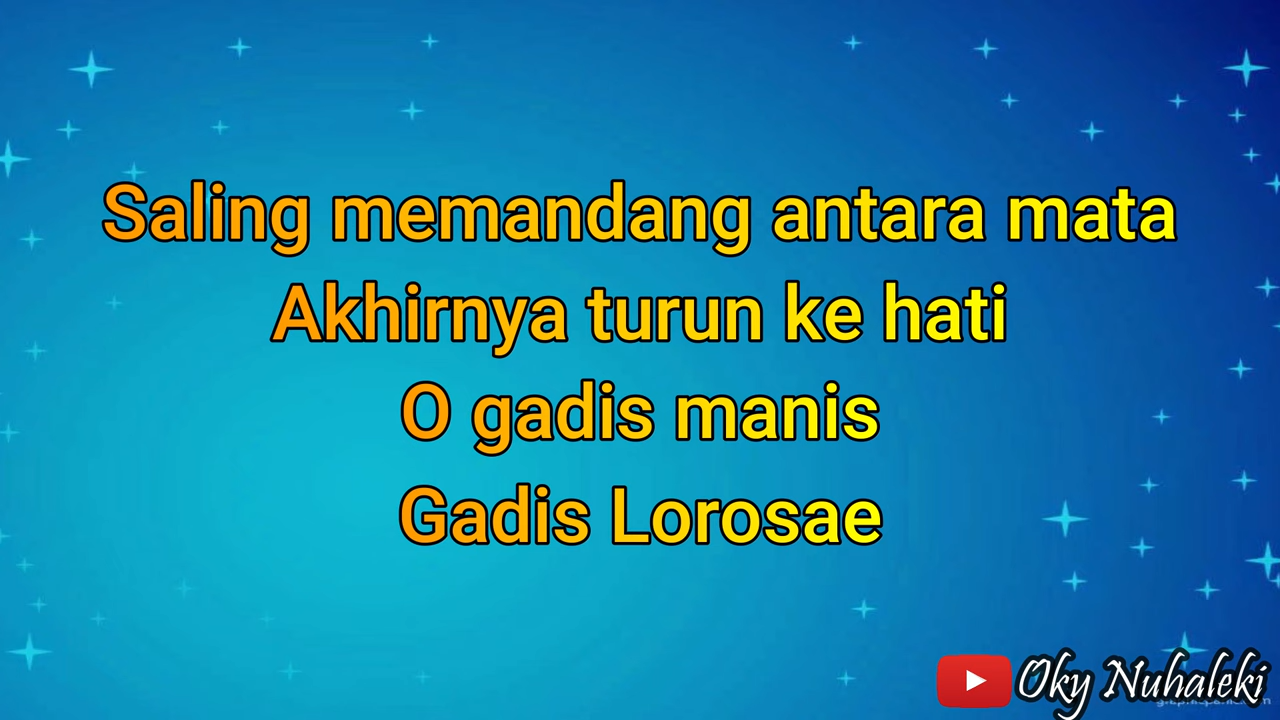 Saling memandang antara mata
Akhirnya turun ke hati
O gadis manis
Gadis Lorosae
Oky Nuhaleki